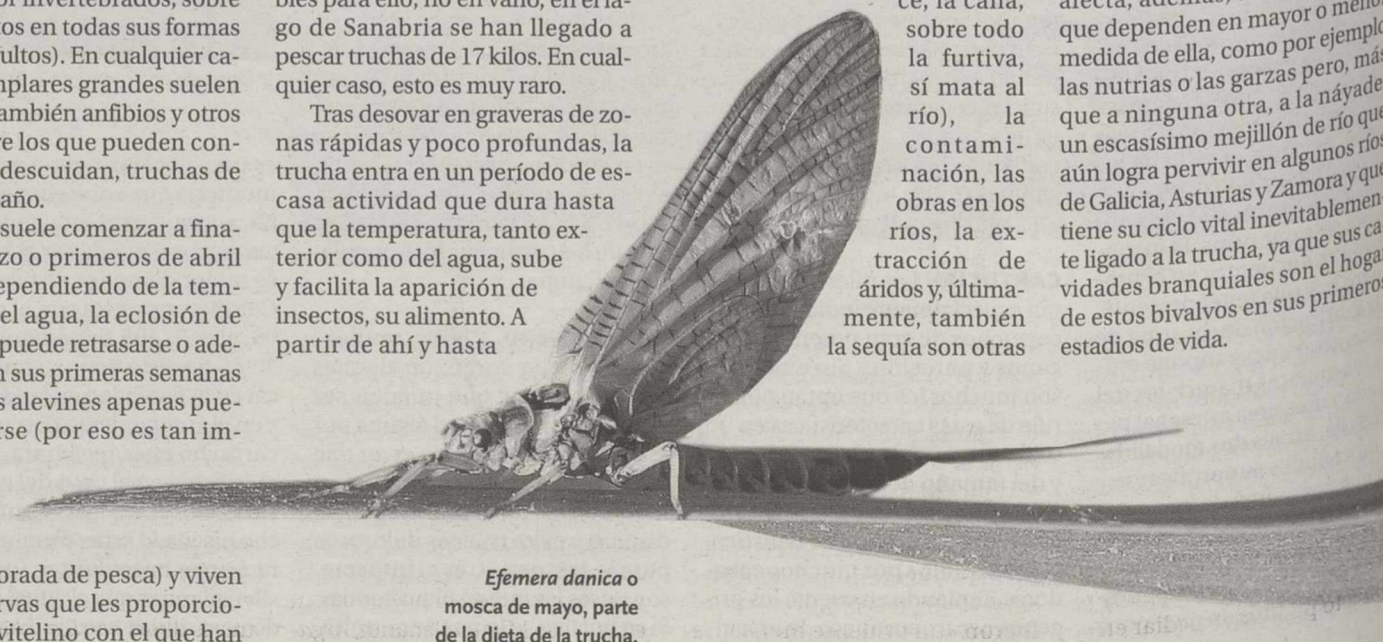 tos en todas sus formas
ultos). En cualquier ca-
mplares grandes suelen
ambién anfibios y otros
e los que pueden con-
descuidan, truchas de
año.
suele comenzar a fina-
zo o primeros de abril
ependiendo de la tem-
el agua, la eclosión de
puede retrasarse o ade-
n sus primeras semanas
s alevines apenas pue-
rse (por eso es tan im-
orada de pesca) y viven
rvas que les proporcio-
vitelino con el que han
bles para ello, no en vano, en el la-
go de Sanabria se han llegado a
pescar truchas de 17 kilos. En cual-
quier caso, esto es muy raro.
Tras desovar en graveras de zo-
nas rápidas y poco profundas, la
trucha entra en un período de es-
casa actividad que dura hasta
que la temperatura, tanto ex-
terior como del agua, sube
y facilita la aparición de
insectos, su alimento. A
partir de ahí y hasta
Efemera danica o
mosca de mayo, parte
de la dieta de la trucha.
ce, la caña,
sobre todo
la furtiva,
sí mata al
río), la
contami-
nación, las
obras en los
ríos, la ex-
tracción de
áridos y, última-
mente, también
la sequía son otras
que dependen en mayor o menor
medida de ella, como por ejemplo
las nutrias o las garzas pero, más
que a ninguna otra, a la náyade,
un escasísimo mejillón de río que
aún logra pervivir en algunos ríos
de Galicia, Asturias y Zamora y que
tiene su ciclo vital inevitablemen-
te ligado a la trucha, ya que sus ca-
vidades branquiales son el hogar
de estos bivalvos en sus primeros
estadios de vida.